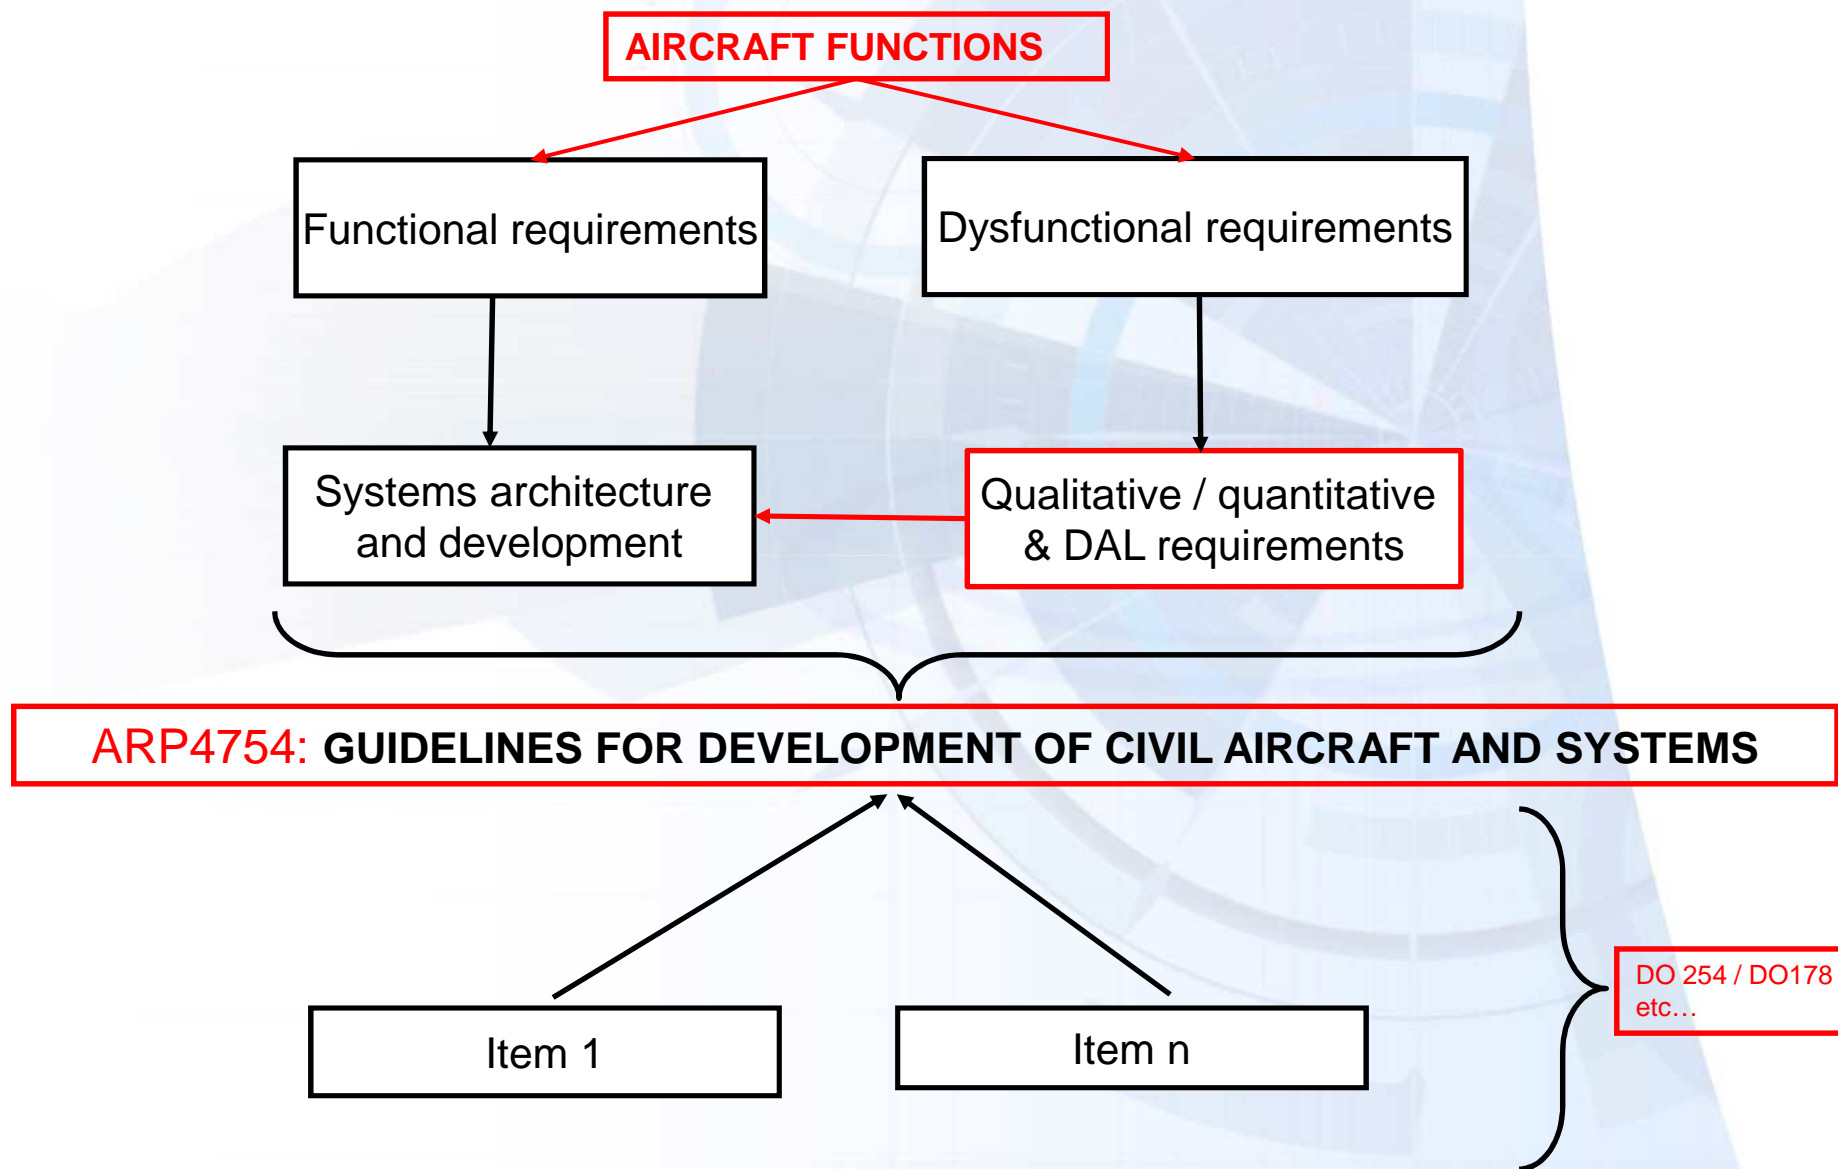 AIRCRAFT FUNCTIONS
Functional requirements
Dysfunctional requirements
Systems architecture
and development
Qualitative / quantitative
& DAL requirements
ARP4754: GUIDELINES FOR DEVELOPMENT OF CIVIL AIRCRAFT AND SYSTEMS
DO 254 / DO178
etc…
Item 1
Item n